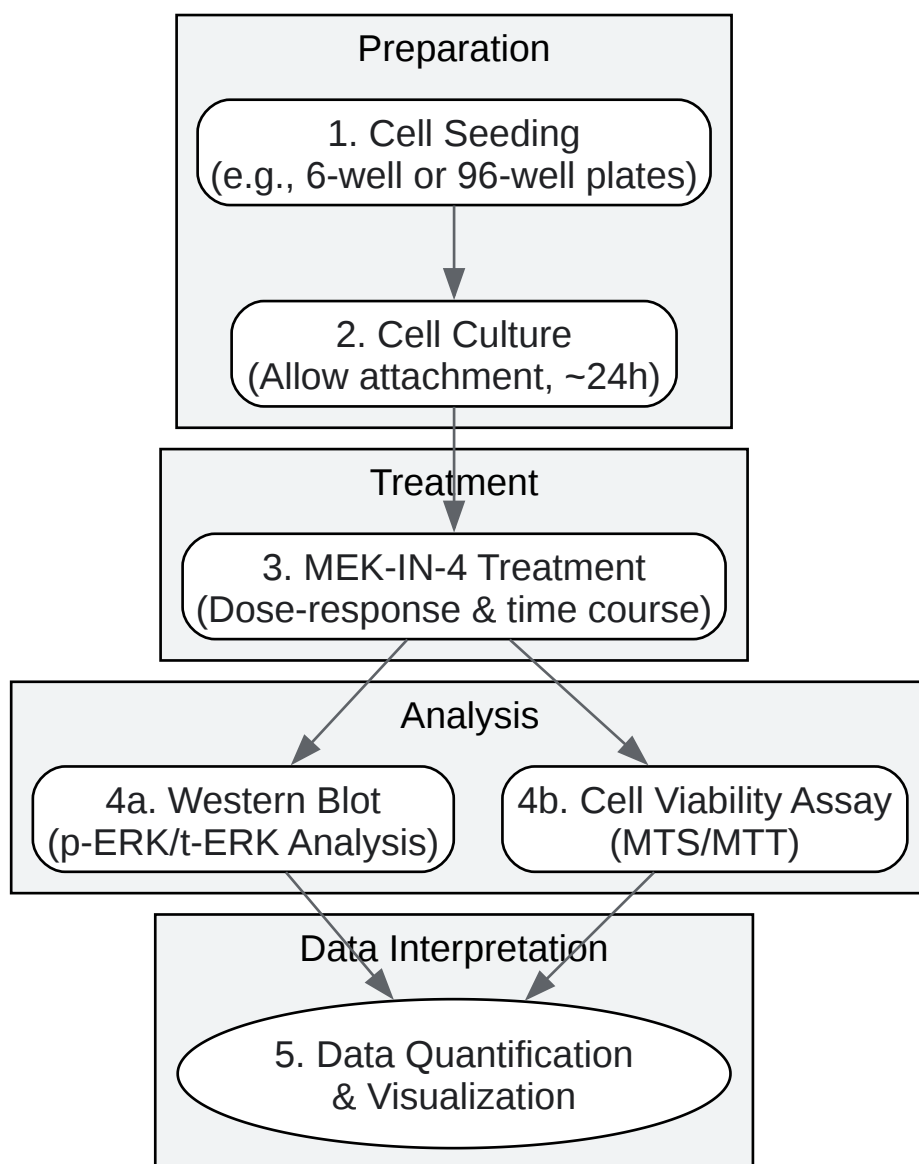 Preparation
1. Cell Seeding
(e.g., 6-well or 96-well plates)
2. Cell Culture
(Allow attachment, ~24h)
Treatment
3. MEK-IN-4 Treatment
(Dose-response & time course)
Analysis
4a. Western Blot
(p-ERK/t-ERK Analysis)
4b. Cell Viability Assay
(MTS/MTT)
Data Interpretation
5. Data Quantification
& Visualization